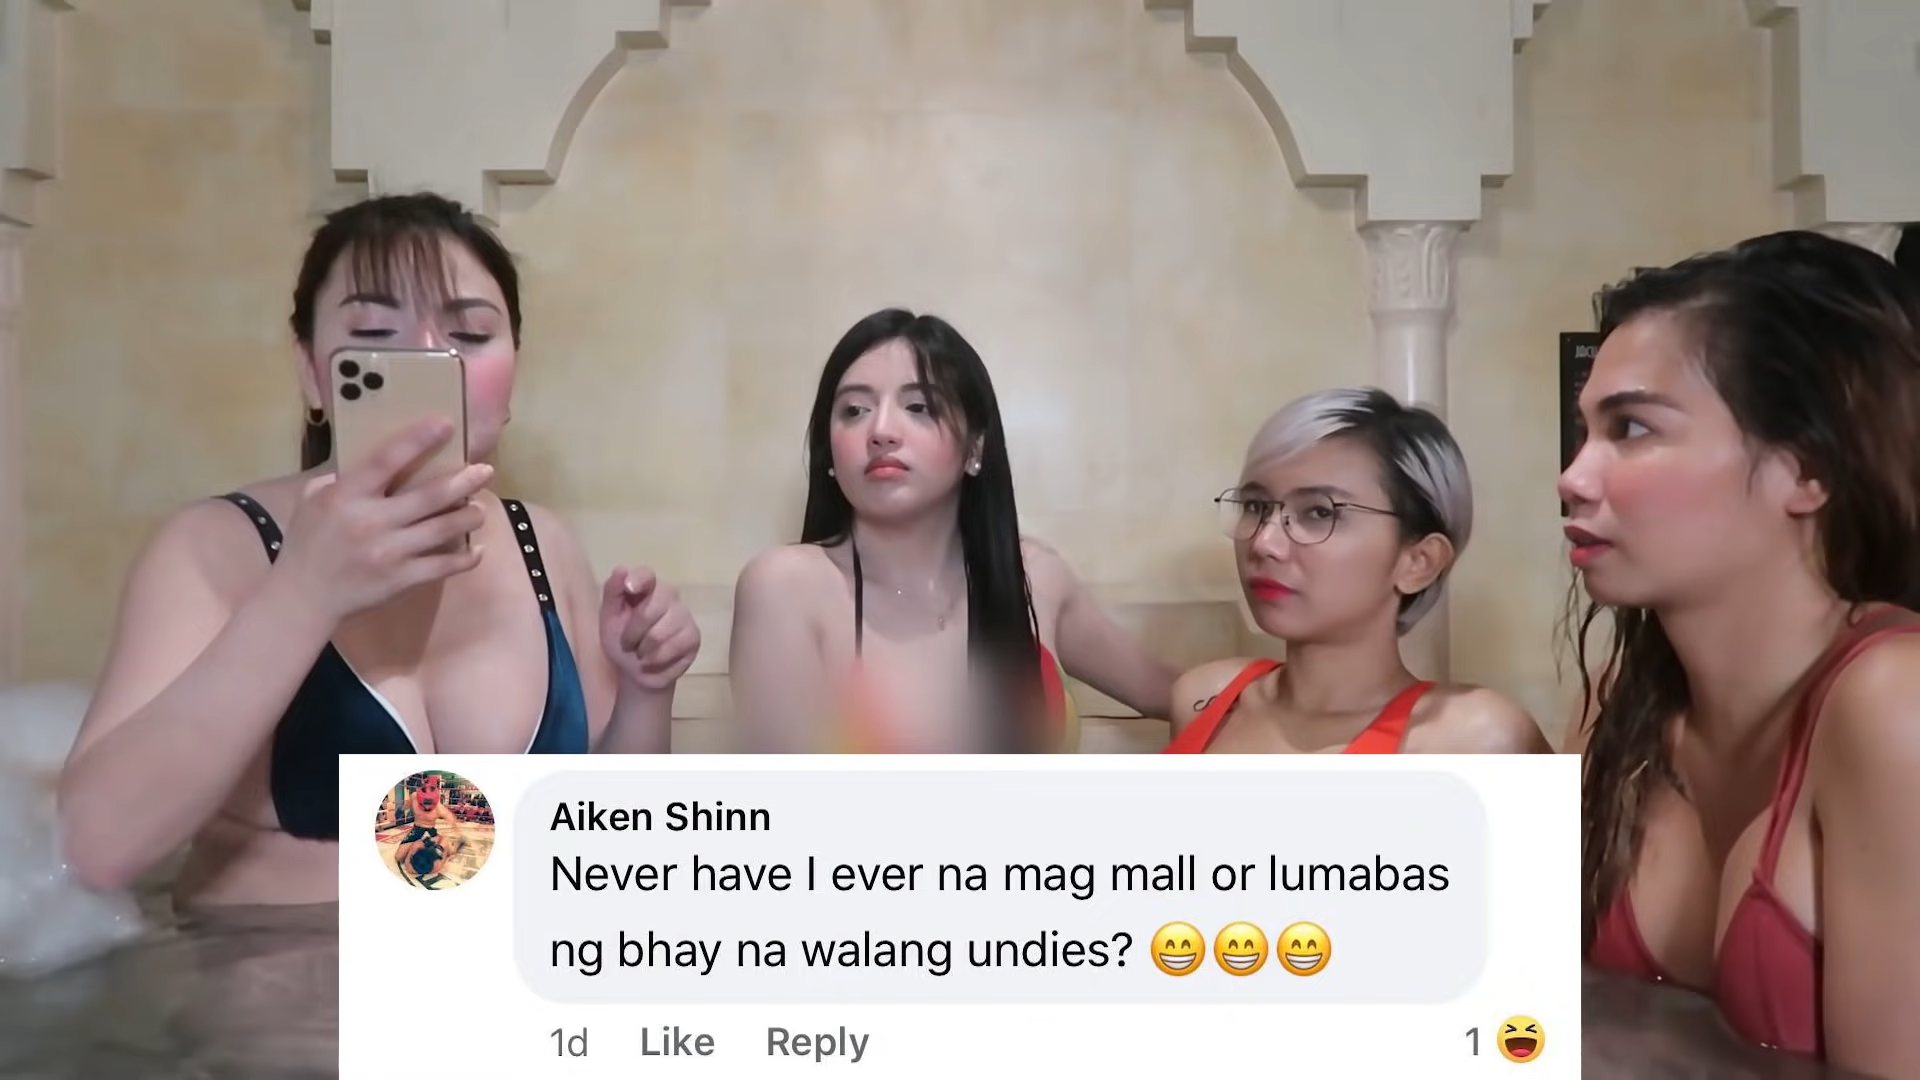 Aiken Shinn
Never have I ever na mag mall or lumabas
ng bhay na walang undies? 😁😁😁
1d Like Reply 1 😆